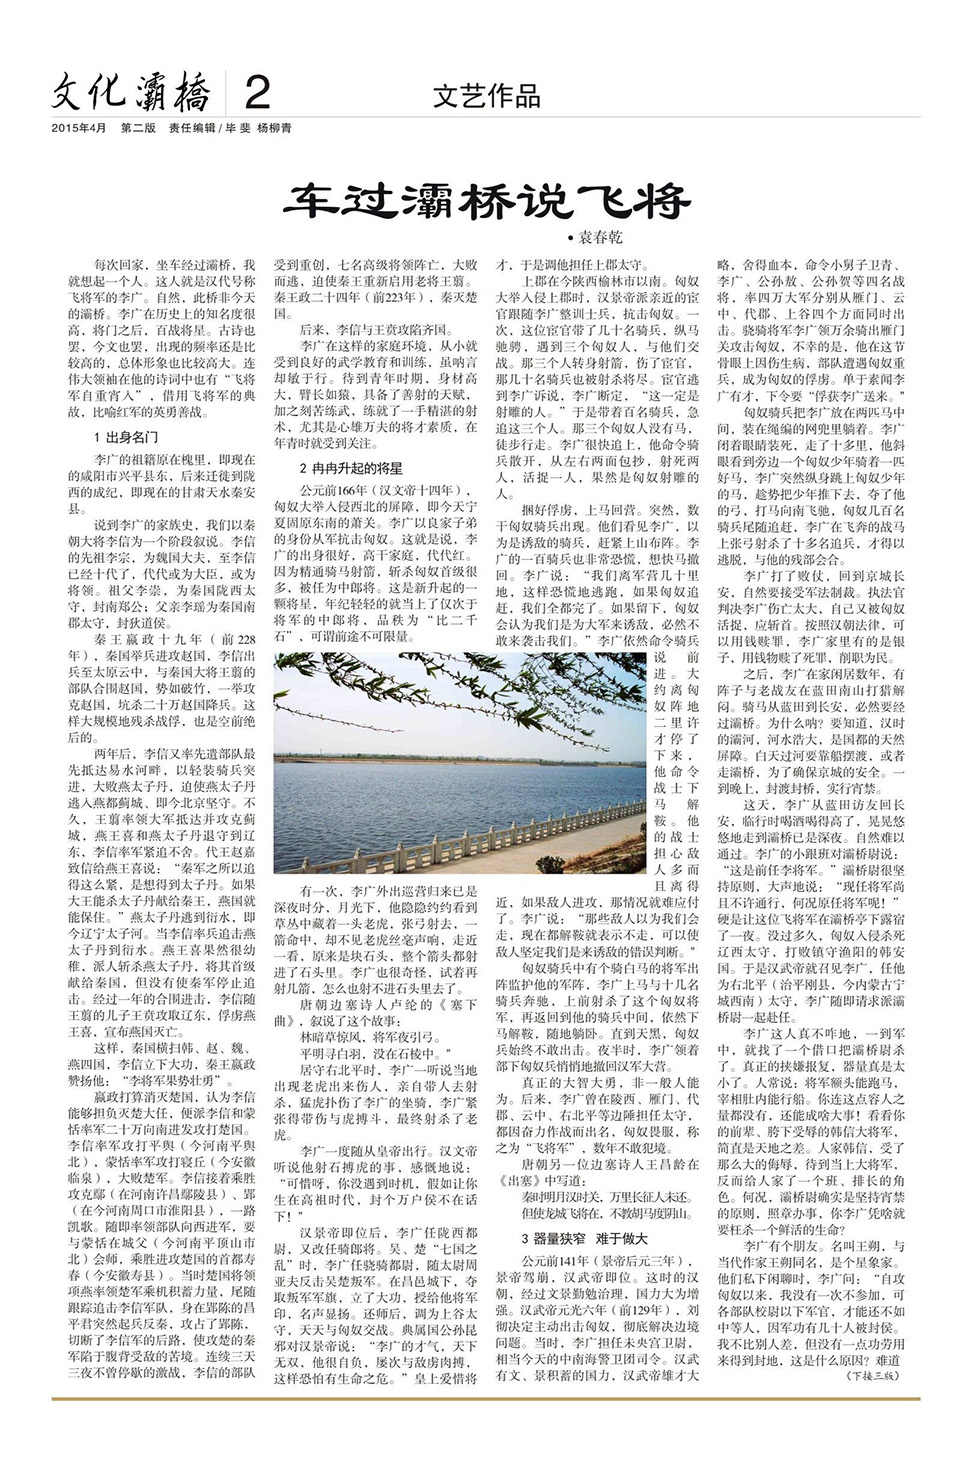 文化灞橋
2
文艺作品
2015年4月 第二版 责任编辑/毕 斐 杨柳青
车过灞桥说飞将
•袁春乾
每次回家，坐车经过灞桥，我
就想起一个人。这人就是汉代号称
飞将军的李广。自然，此桥非今天
的灞桥。李广在历史上的知名度很
高，将门之后，百战将星。古诗也
罢，今文也罢，出现的频率还是比
较高的，总体形象也比较高大。连
伟大领袖在他的诗词中也有“飞将
军自重宵人”，借用飞将军的典
故，比喻红军的英勇善战。
1 出身名门
李广的祖籍原在槐里，即现在
的咸阳市兴平县东，后来迁徙到陇
西的成纪，即现在的甘肃天水秦安
县。
说到李广的家族史，我们以秦
朝大将李信为一个阶段叙说。李信
的先祖李宗，为魏国大夫，至李信
已经十代了，代代或为大臣，或为
将领。祖父李崇，为秦国陇西太
守，封南郑公；父亲李瑶为秦国南
郡太守，封狄道侯。
秦王嬴政十九年（前228
年），秦国举兵进攻赵国，李信出
兵至太原云中，与秦国大将王翦的
部队合围赵国，势如破竹，一举攻
克赵国，坑杀二十万赵国降兵。这
样大规模地残杀战俘，也是空前绝
后的。
两年后，李信又率先遣部队最
先抵达易水河畔，以轻装骑兵突
进，大败燕太子丹，迫使燕太子丹
逃入燕都蓟城、即今北京坚守。不
久，王翦率领大军抵达并攻克蓟
城，燕王喜和燕太子丹退守到辽
东，李信率军紧追不舍。代王赵嘉
致信给燕王喜说：“秦军之所以追
得这么紧，是想得到太子丹。如果
大王能杀太子丹献给秦王，燕国就
能保住。”燕太子丹逃到衍水，即
今辽宁太子河。当李信率兵追击燕
太子丹到衍水。燕王喜果然很幼
稚，派人斩杀燕太子丹，将其首级
献给秦国，但没有使秦军停止追
击。经过一年的合围进击，李信随
王翦的儿子王贲攻取辽东，俘虏燕
王喜，宣布燕国灭亡。
这样，秦国横扫韩、赵、魏、
燕四国，李信立下大功，秦王嬴政
赞扬他：“李将军果势壮勇”。
嬴政打算消灭楚国，认为李信
能够担负灭楚大任，便派李信和蒙
恬率军二十万向南进发攻打楚国。
李信率军攻打平舆（今河南平舆
北），蒙恬率军攻打寝丘（今安徽
临泉），大败楚军。李信接着乘胜
攻克鄢（在河南许昌鄢陵县）、郢
（在今河南周口市淮阳县），一路
凯歌。随即率领部队向西进军，要
与蒙恬在城父（今河南平顶山市
北）会师，乘胜进攻楚国的首都寿
春（今安徽寿县）。当时楚国将领
项燕率领楚军乘机积蓄力量，尾随
跟踪追击李信军队，身在郢陈的昌
平君突然起兵反秦，攻占了郢陈，
切断了李信军的后路，使攻楚的秦
军陷于腹背受敌的苦境。连续三天
三夜不曾停歇的激战，李信的部队
受到重创，七名高级将领阵亡，大败
而逃，迫使秦王重新启用老将王翦。
秦王政二十四年（前223年），秦灭楚
国。
后来，李信与王贲攻陷齐国。
李广在这样的家庭环境，从小就
受到良好的武学教育和训练，虽呐言
却敏于行。待到青年时期，身材高
大，臂长如猿，具备了善射的天赋，
加之刻苦练武，练就了一手精湛的射
术，尤其是心雄万夫的将才素质，在
年青时就受到关注。
2 冉冉升起的将星
公元前166年（汉文帝十四年），
匈奴大举入侵西北的屏障，即今天宁
夏固原东南的萧关。李广以良家子弟
的身份从军抗击匈奴。这就是说，李
广的出身很好，高干家庭，代代红。
因为精通骑马射箭，斩杀匈奴首级很
多，被任为中郎将。这是新升起的一
颗将星，年纪轻轻的就当上了仅次于
将军的中郎将，品秩为“比二千
石”，可谓前途不可限量。
有一次，李广外出巡营归来已是
深夜时分，月光下，他隐隐约约看到
草丛中藏着一头老虎，张弓射去，一
箭命中，却不见老虎丝毫声响，走近
一看，原来是块石头，整个箭头都射
进了石头里。李广也很奇怪，试着再
射几箭，怎么也射不进石头里去了。
唐朝边塞诗人卢纶的《塞下
曲》，叙说了这个故事：
林暗草惊风，将军夜引弓。
平明寻白羽，没在石棱中。"
居守右北平时，李广一听说当地
出现老虎出来伤人，亲自带人去射
杀，猛虎扑伤了李广的坐骑，李广紧
张得带伤与虎搏斗，最终射杀了老
虎。
李广一度随从皇帝出行。汉文帝
听说他射石搏虎的事，感慨地说：
“可惜呀，你没遇到时机，假如让你
生在高祖时代，封个万户侯不在话
下！”
汉景帝即位后，李广任陇西都
尉，又改任骑郎将。吴、楚“七国之
乱”时，李广任骁骑都尉，随太尉周
亚夫反击吴楚叛军。在昌邑城下，夺
取叛军军旗，立了大功，授给他将军
印，名声显扬。还师后，调为上谷太
守，天天与匈奴交战。典属国公孙昆
邪对汉景帝说：“李广的才气，天下
无双，他很自负，屡次与敌虏肉搏，
这样恐怕有生命之危。”皇上爱惜将
才，于是调他担任上郡太守。
上郡在今陕西榆林市以南。匈奴
大举入侵上郡时，汉景帝派亲近的宦
官跟随李广整训士兵，抗击匈奴。一
次，这位宦官带了几十名骑兵，纵马
驰骋，遇到三个匈奴人，与他们交
战。那三个人转身射箭，伤了宦官，
那几十名骑兵也被射杀将尽。宦官逃
到李广诉说，李广断定，“这一定是
射雕的人。”于是带着百名骑兵，急
追这三个人。那三个匈奴人没有马，
徒步行走。李广很快追上，他命令骑
兵散开，从左右两面包抄，射死两
人，活捉一人，果然是匈奴射雕的
人。
捆好俘虏，上马回营。突然，数
千匈奴骑兵出现。他们看见李广，以
为是诱敌的骑兵，赶紧上山布阵。李
广的一百骑兵也非常恐慌，想快马撤
回。李广说：“我们离军营几十里
地，这样恐慌地逃跑，如果匈奴追
赶，我们全都完了。如果留下，匈奴
会认为我们是为大军来诱敌，必然不
敢来袭击我们。”李广依然命令骑兵
说 前
进。大
约离匈
奴阵地
二里许
才停了
下来，
他命令
战士下
马 解
鞍。他
的战士
担心敌
人多而
且离得
近，如果敌人进攻，那情况就难应付
了。李广说：“那些敌人以为我们会
走，现在都解鞍就表示不走，可以使
敌人坚定我们是来诱敌的错误判断。”
匈奴骑兵中有个骑白马的将军出
阵监护他的军阵，李广上马与十几名
骑兵奔驰，上前射杀了这个匈奴将
军，再返回到他的骑兵中间，依然下
马解鞍，随地躺卧。直到天黑，匈奴
兵始终不敢出击。夜半时，李广领着
部下匈奴兵悄悄地撤回汉军大营。
真正的大智大勇，非一般人能
为。后来，李广曾在陇西、雁门、代
郡、云中、右北平等边陲担任太守，
都因奋力作战而出名，匈奴畏服，称
之为“飞将军”，数年不敢犯境。
唐朝另一位边塞诗人王昌龄在
《出塞》中写道：
秦时明月汉时关，万里长征人未还。
但使龙城飞将在，不教胡马度阴山。
3 器量狭窄 难于做大
公元前141年（景帝后元三年），
景帝驾崩，汉武帝即位。这时的汉
朝，经过文景勤勉治理，国力大为增
强。汉武帝元光六年（前129年），刘
彻决定主动出击匈奴，彻底解决边境
问题。当时，李广担任未央宫卫尉，
相当今天的中南海警卫团司令。汉武
有文、景积蓄的国力，汉武帝雄才大
略，舍得血本，命令小舅子卫青、
李广、公孙敖、公孙贺等四名战
将，率四万大军分别从雁门、云
中、代郡、上谷四个方面同时出
击。骁骑将军李广领万余骑出雁门
关攻击匈奴，不幸的是，他在这节
骨眼上因伤生病，部队遭遇匈奴重
兵，成为匈奴的俘虏。单于素闻李
广有才，下令要“俘获李广送来。”
匈奴骑兵把李广放在两匹马中
间，装在绳编的网兜里躺着。李广
闭着眼睛装死，走了十多里，他斜
眼看到旁边一个匈奴少年骑着一匹
好马，李广突然纵身跳上匈奴少年
的马，趁势把少年推下去，夺了他
的弓，打马向南飞驰，匈奴几百名
骑兵尾随追赶，李广在飞奔的战马
上张弓射杀了十多名追兵，才得以
逃脱，与他的残部会合。
李广打了败仗，回到京城长
安，自然要接受军法制裁。执法官
判决李广伤亡太大，自己又被匈奴
活捉，应斩首。按照汉朝法律，可
以用钱赎罪，李广家里有的是银
子，用钱物赎了死罪，削职为民。
之后，李广在家闲居数年，有
阵子与老战友在蓝田南山打猎解
闷。骑马从蓝田到长安，必然要经
过灞桥。为什么呐？要知道，汉时
的灞河，河水浩大，是国都的天然
屏障。白天过河要靠船摆渡，或者
走灞桥，为了确保京城的安全。一
到晚上，封渡封桥，实行宵禁。
这天，李广从蓝田访友回长
安，临行时喝酒喝得高了，晃晃悠
悠地走到灞桥已是深夜。自然难以
通过。李广的小跟班对灞桥尉说：
“这是前任李将军。”灞桥尉很坚
持原则，大声地说：“现任将军尚
且不许通行，何况原任将军呢！”
硬是让这位飞将军在灞桥亭下露宿
了一夜。没过多久，匈奴入侵杀死
辽西太守，打败镇守渔阳的韩安
国。于是汉武帝就召见李广，任他
为右北平（治平刚县，今内蒙古宁
城西南）太守，李广随即请求派灞
桥尉一起赴任。
李广这人真不咋地，一到军
中，就找了一个借口把灞桥尉杀
了。真正的挟嫌报复，器量真是太
小了。人常说：将军额头能跑马，
宰相肚内能行船。你连这点容人之
量都没有，还能成啥大事！看看你
的前辈、胯下受辱的韩信大将军，
简直是天地之差。人家韩信，受了
那么大的侮辱，待到当上大将军，
反而给人家了一个班、排长的角
色。何况，灞桥尉确实是坚持宵禁
的原则，照章办事，你李广凭啥就
要枉杀一个鲜活的生命？
李广有个朋友。名叫王朔，与
当代作家王朔同名，是个星象家。
他们私下闲聊时，李广问：“自攻
匈奴以来，我没有一次不参加，可
各部队校尉以下军官，才能还不如
中等人，因军功有几十人被封侯。
我不比别人差，但没有一点功劳用
来得到封地，这是什么原因？难道
（下接三版）